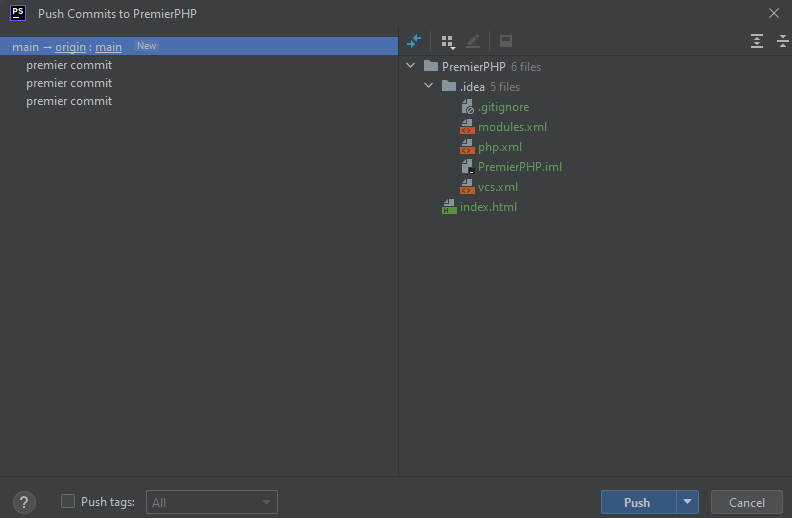 PS Push Commits to PremierPHP
main → origin : main New
premier commit
premier commit
premier commit
PremierPHP 6 files
.idea 5 files
.gitignore
modules.xml
php.xml
PremierPHP.iml
vcs.xml
H index.html
? Push tags: All
Push Cancel